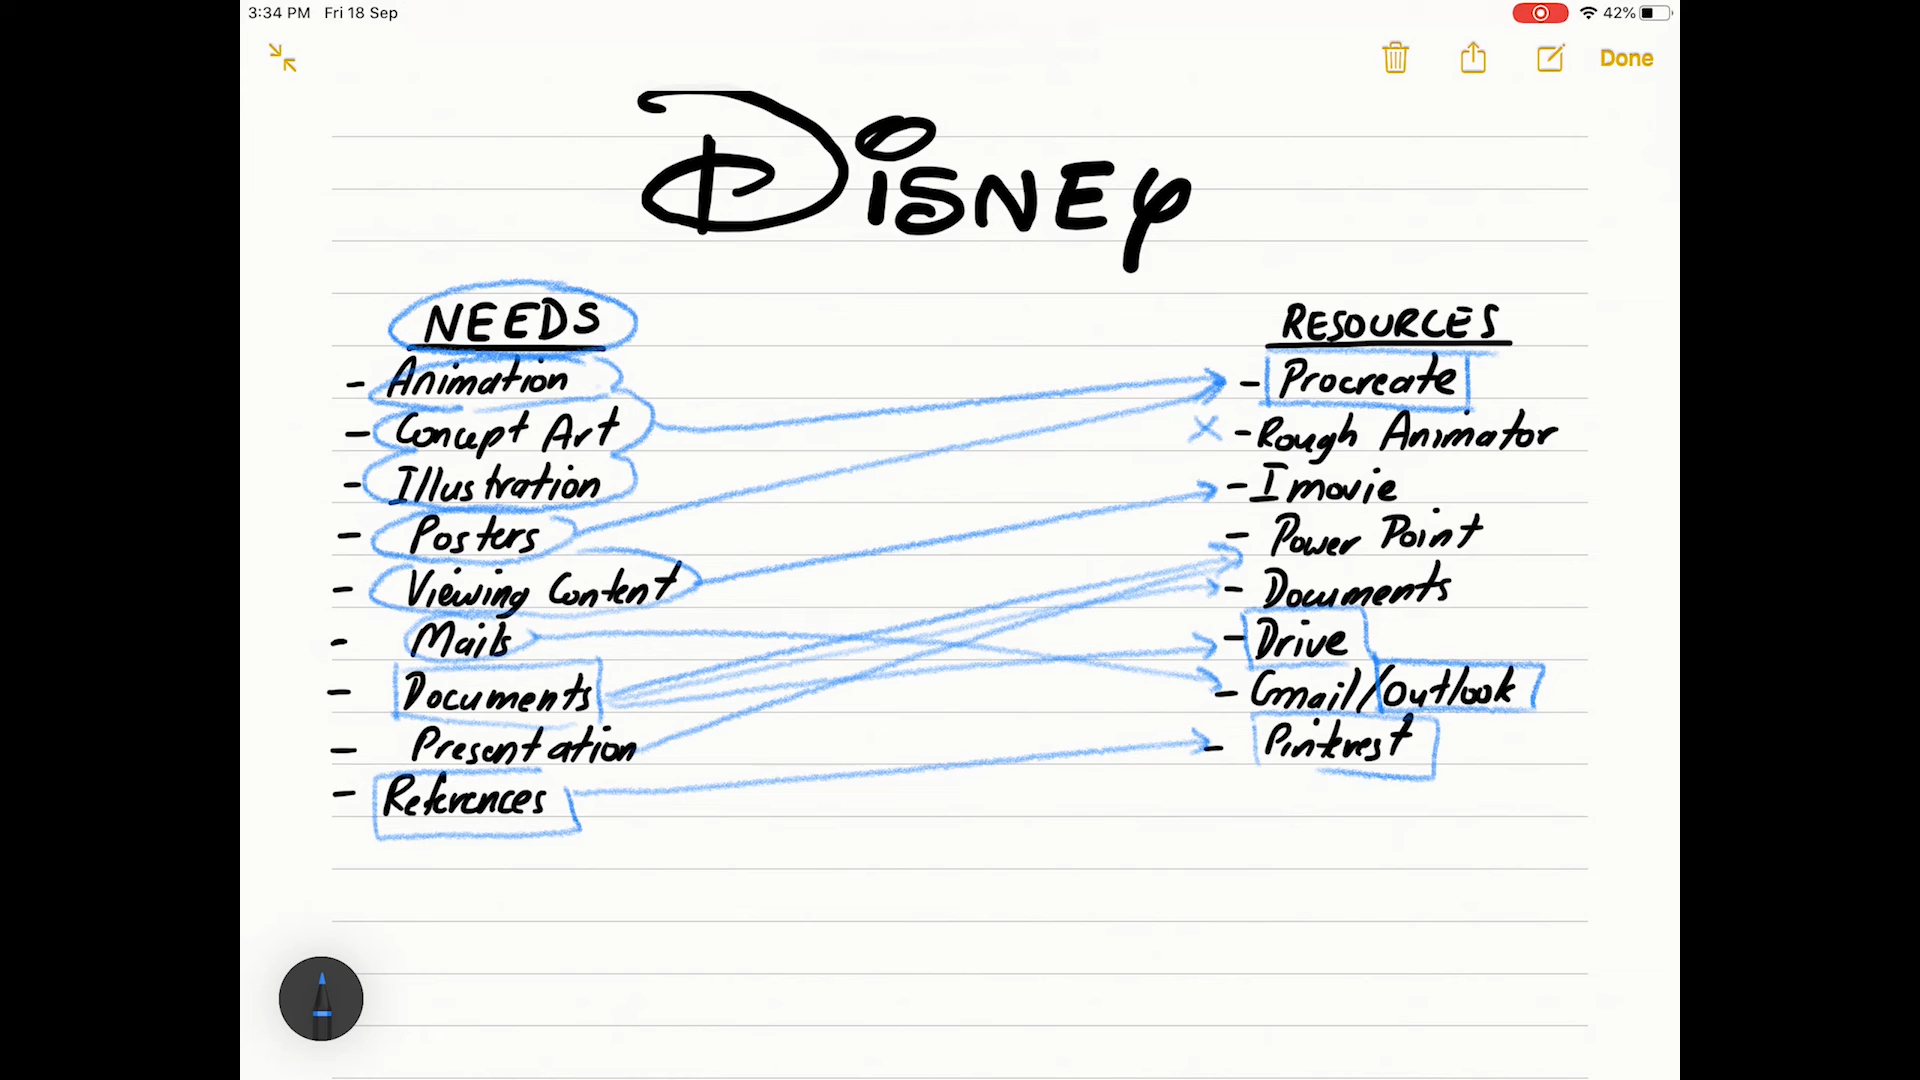 3:34 PM Fri 18 Sep 42%
Done
DiSNEY
NEEDS
- Animation
- Concept Art
- Illustration
- Posters
- Viewing Content
- Mails
- Documents
- Presentation
- References
RESOURCES
- Procreate
x - Rough Animator
- Imovie
- Power Point
- Documents
- Drive
- Gmail/Outlook
- Pinterest